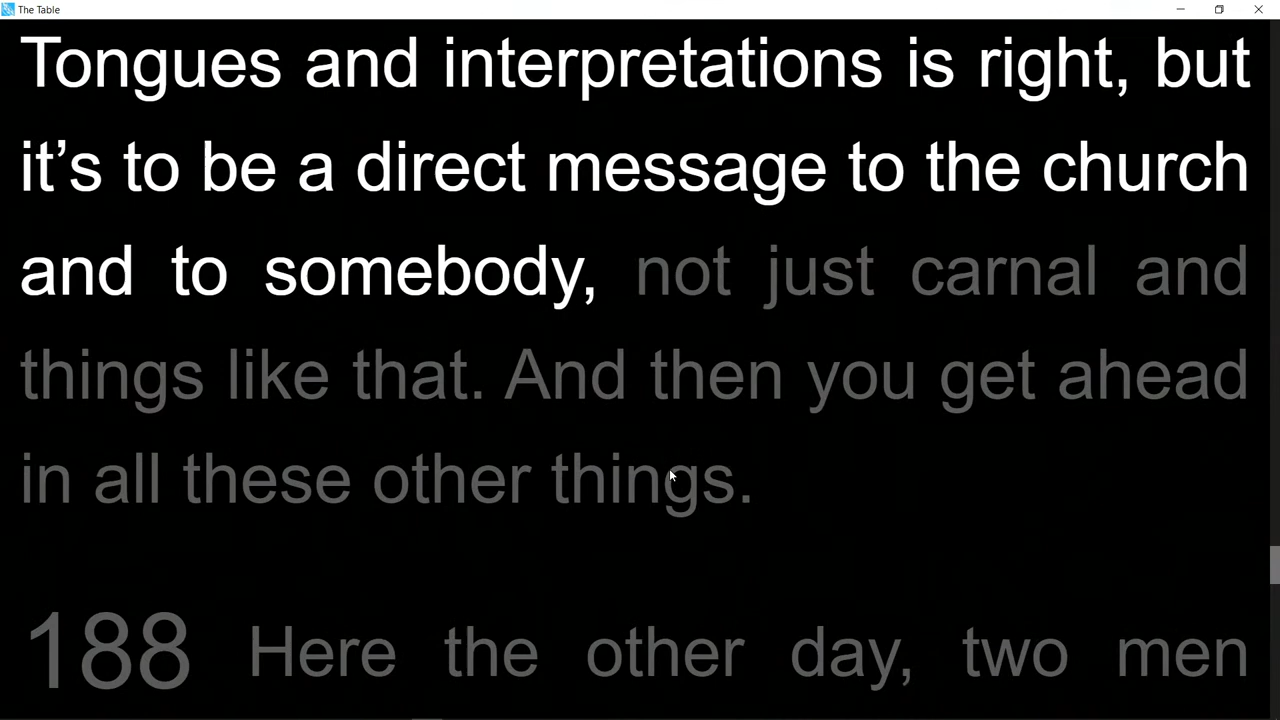 The Table
Tongues and interpretations is right, but
it’s to be a direct message to the church
and to somebody, not just carnal and
things like that. And then you get ahead
in all these other things.
188 Here the other day, two men